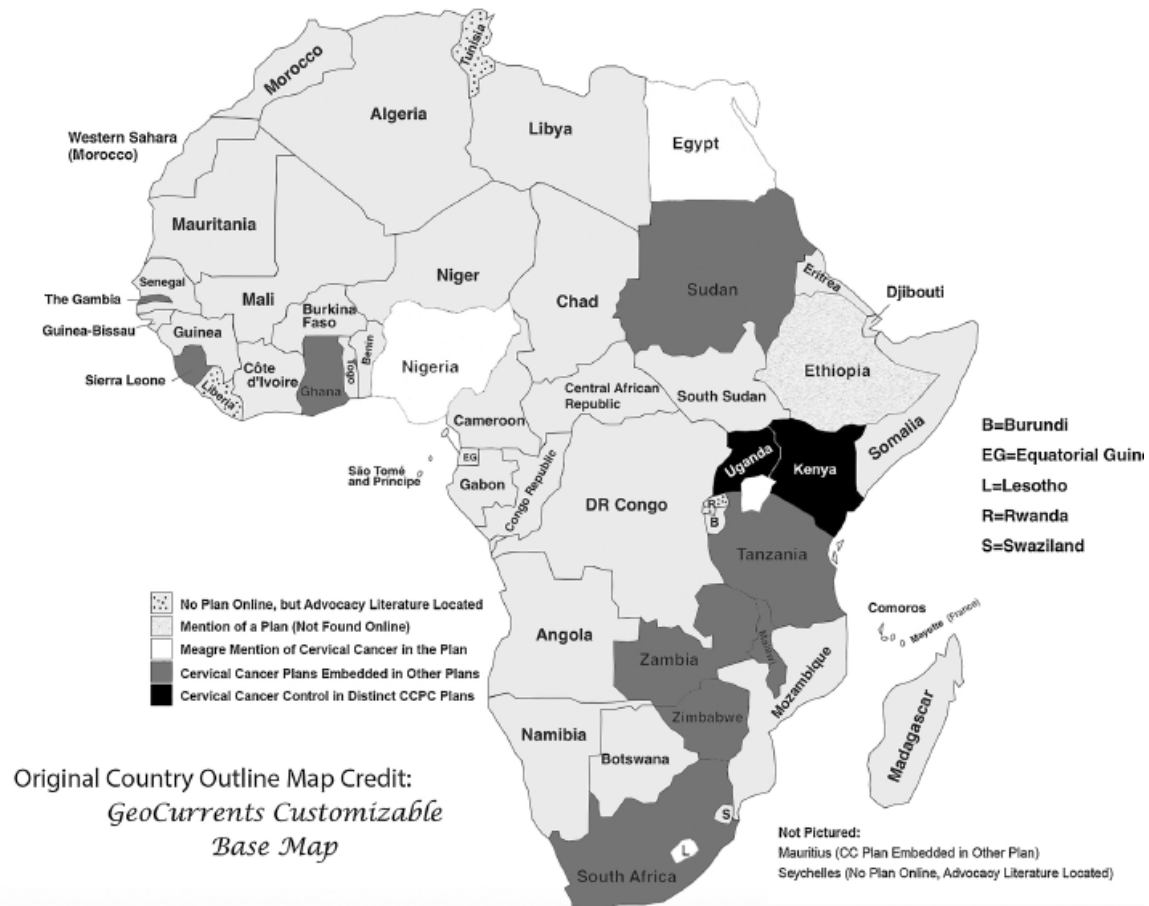 Morocco
Tunisia
Algeria
Libya
Egypt
Western Sahara
(Morocco)
Mauritania
Mali
Niger
Chad
Sudan
Eritrea
Djibouti
Senegal
The Gambia
Guinea-Bissau
Guinea
Sierra Leone
Liberia
Côte
d'Ivoire
Burkina
Faso
Ghana
Togo
Benin
Nigeria
Cameroon
Central African
Republic
South Sudan
Ethiopia
Somalia
São Tomé
and Príncipe
EG
Gabon
Congo Republic
DR Congo
Uganda
Kenya
R
B
Tanzania
B=Burundi
EG=Equatorial Guin
L=Lesotho
R=Rwanda
S=Swaziland
Angola
Zambia
Malawi
Mozambique
Zimbabwe
Namibia
Botswana
South Africa
S
L
Comoros
Mayotte (France)
Madagascar
No Plan Online, but Advocacy Literature Located
Mention of a Plan (Not Found Online)
Meagre Mention of Cervical Cancer in the Plan
Cervical Cancer Plans Embedded in Other Plans
Cervical Cancer Control in Distinct CCPC Plans
Original Country Outline Map Credit:
GeoCurrents Customizable
Base Map
Not Pictured:
Mauritius (CC Plan Embedded in Other Plan)
Seychelles (No Plan Online, Advocacy Literature Located)